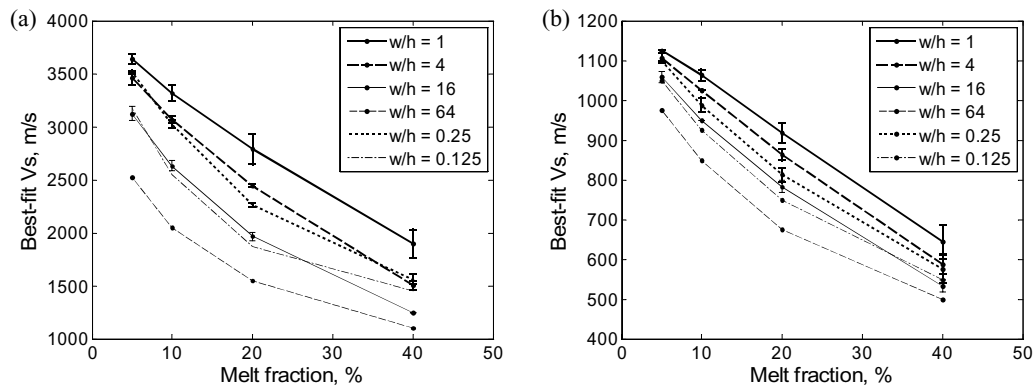 (a)
4000
3500
3000
2500
2000
1500
1000
Best-fit Vs, m/s
0
10
20
30
40
50
Melt fraction, %
w/h = 1
w/h = 4
w/h = 16
w/h = 64
w/h = 0.25
w/h = 0.125
(b)
1200
1100
1000
900
800
700
600
500
400
Best-fit Vs, m/s
0
10
20
30
40
50
Melt fraction, %
w/h = 1
w/h = 4
w/h = 16
w/h = 64
w/h = 0.25
w/h = 0.125